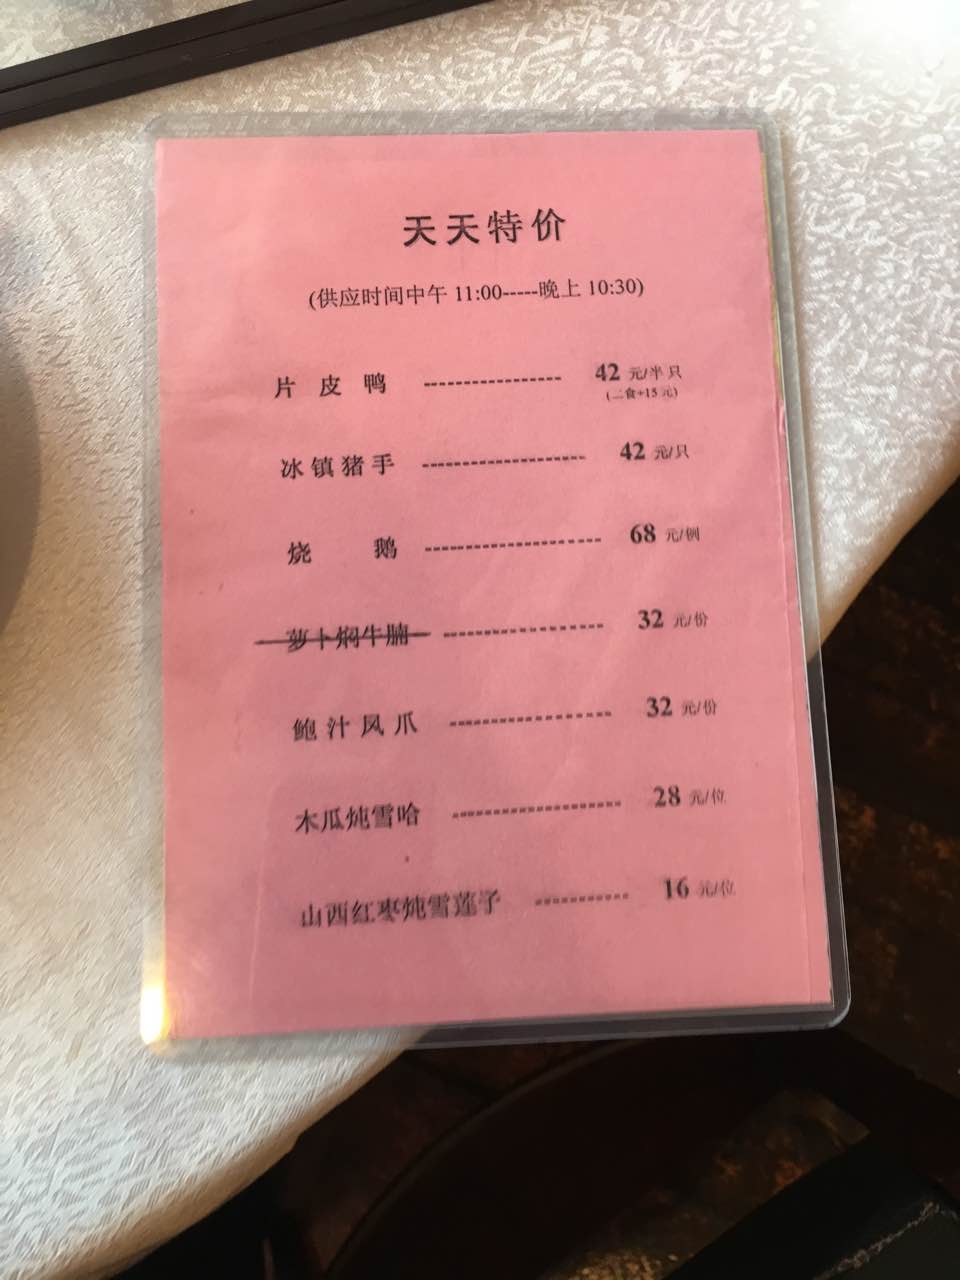 天天特价
(供应时间中午 11:00-----晚上 10:30)
片皮鸭 ----------------- 42 元/半只
(二食+15元)
冰镇猪手 ----------------- 42 元/只
烧鹅 ------------------ 68 元/例
萝卜焖牛腩 ----------------- 32 元/份
鲍汁凤爪 ----------------- 32 元/份
木瓜炖雪哈 ------------------ 28 元/位
山西红枣炖雪莲子 ----------- 16 元/位